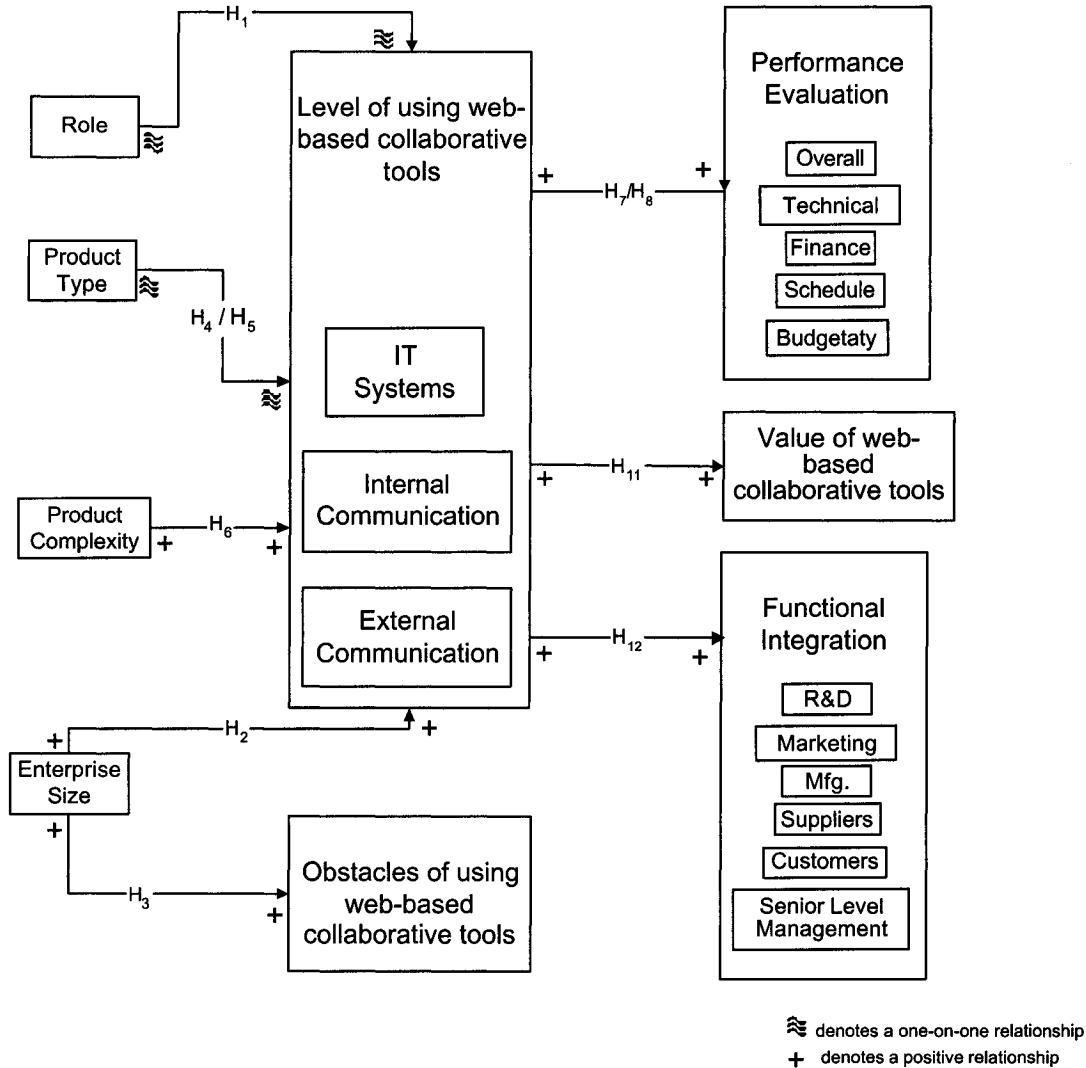 H1
Role
Level of using web-
based collaborative
tools
Performance
Evaluation
Overall
Technical
Finance
Schedule
Budgetaty
+
H7/H8
+
Product
Type
H4 / H5
IT
Systems
Internal
Communication
External
Communication
+
H11
+
Value of web-
based
collaborative tools
Product
Complexity
+
H6
+
+
H12
+
Functional
Integration
R&D
Marketing
Mfg.
Suppliers
Customers
Senior Level
Management
+
H2
+
Enterprise
Size
+
H3
+
Obstacles of using
web-based
collaborative tools
denotes a one-on-one relationship
+ denotes a positive relationship